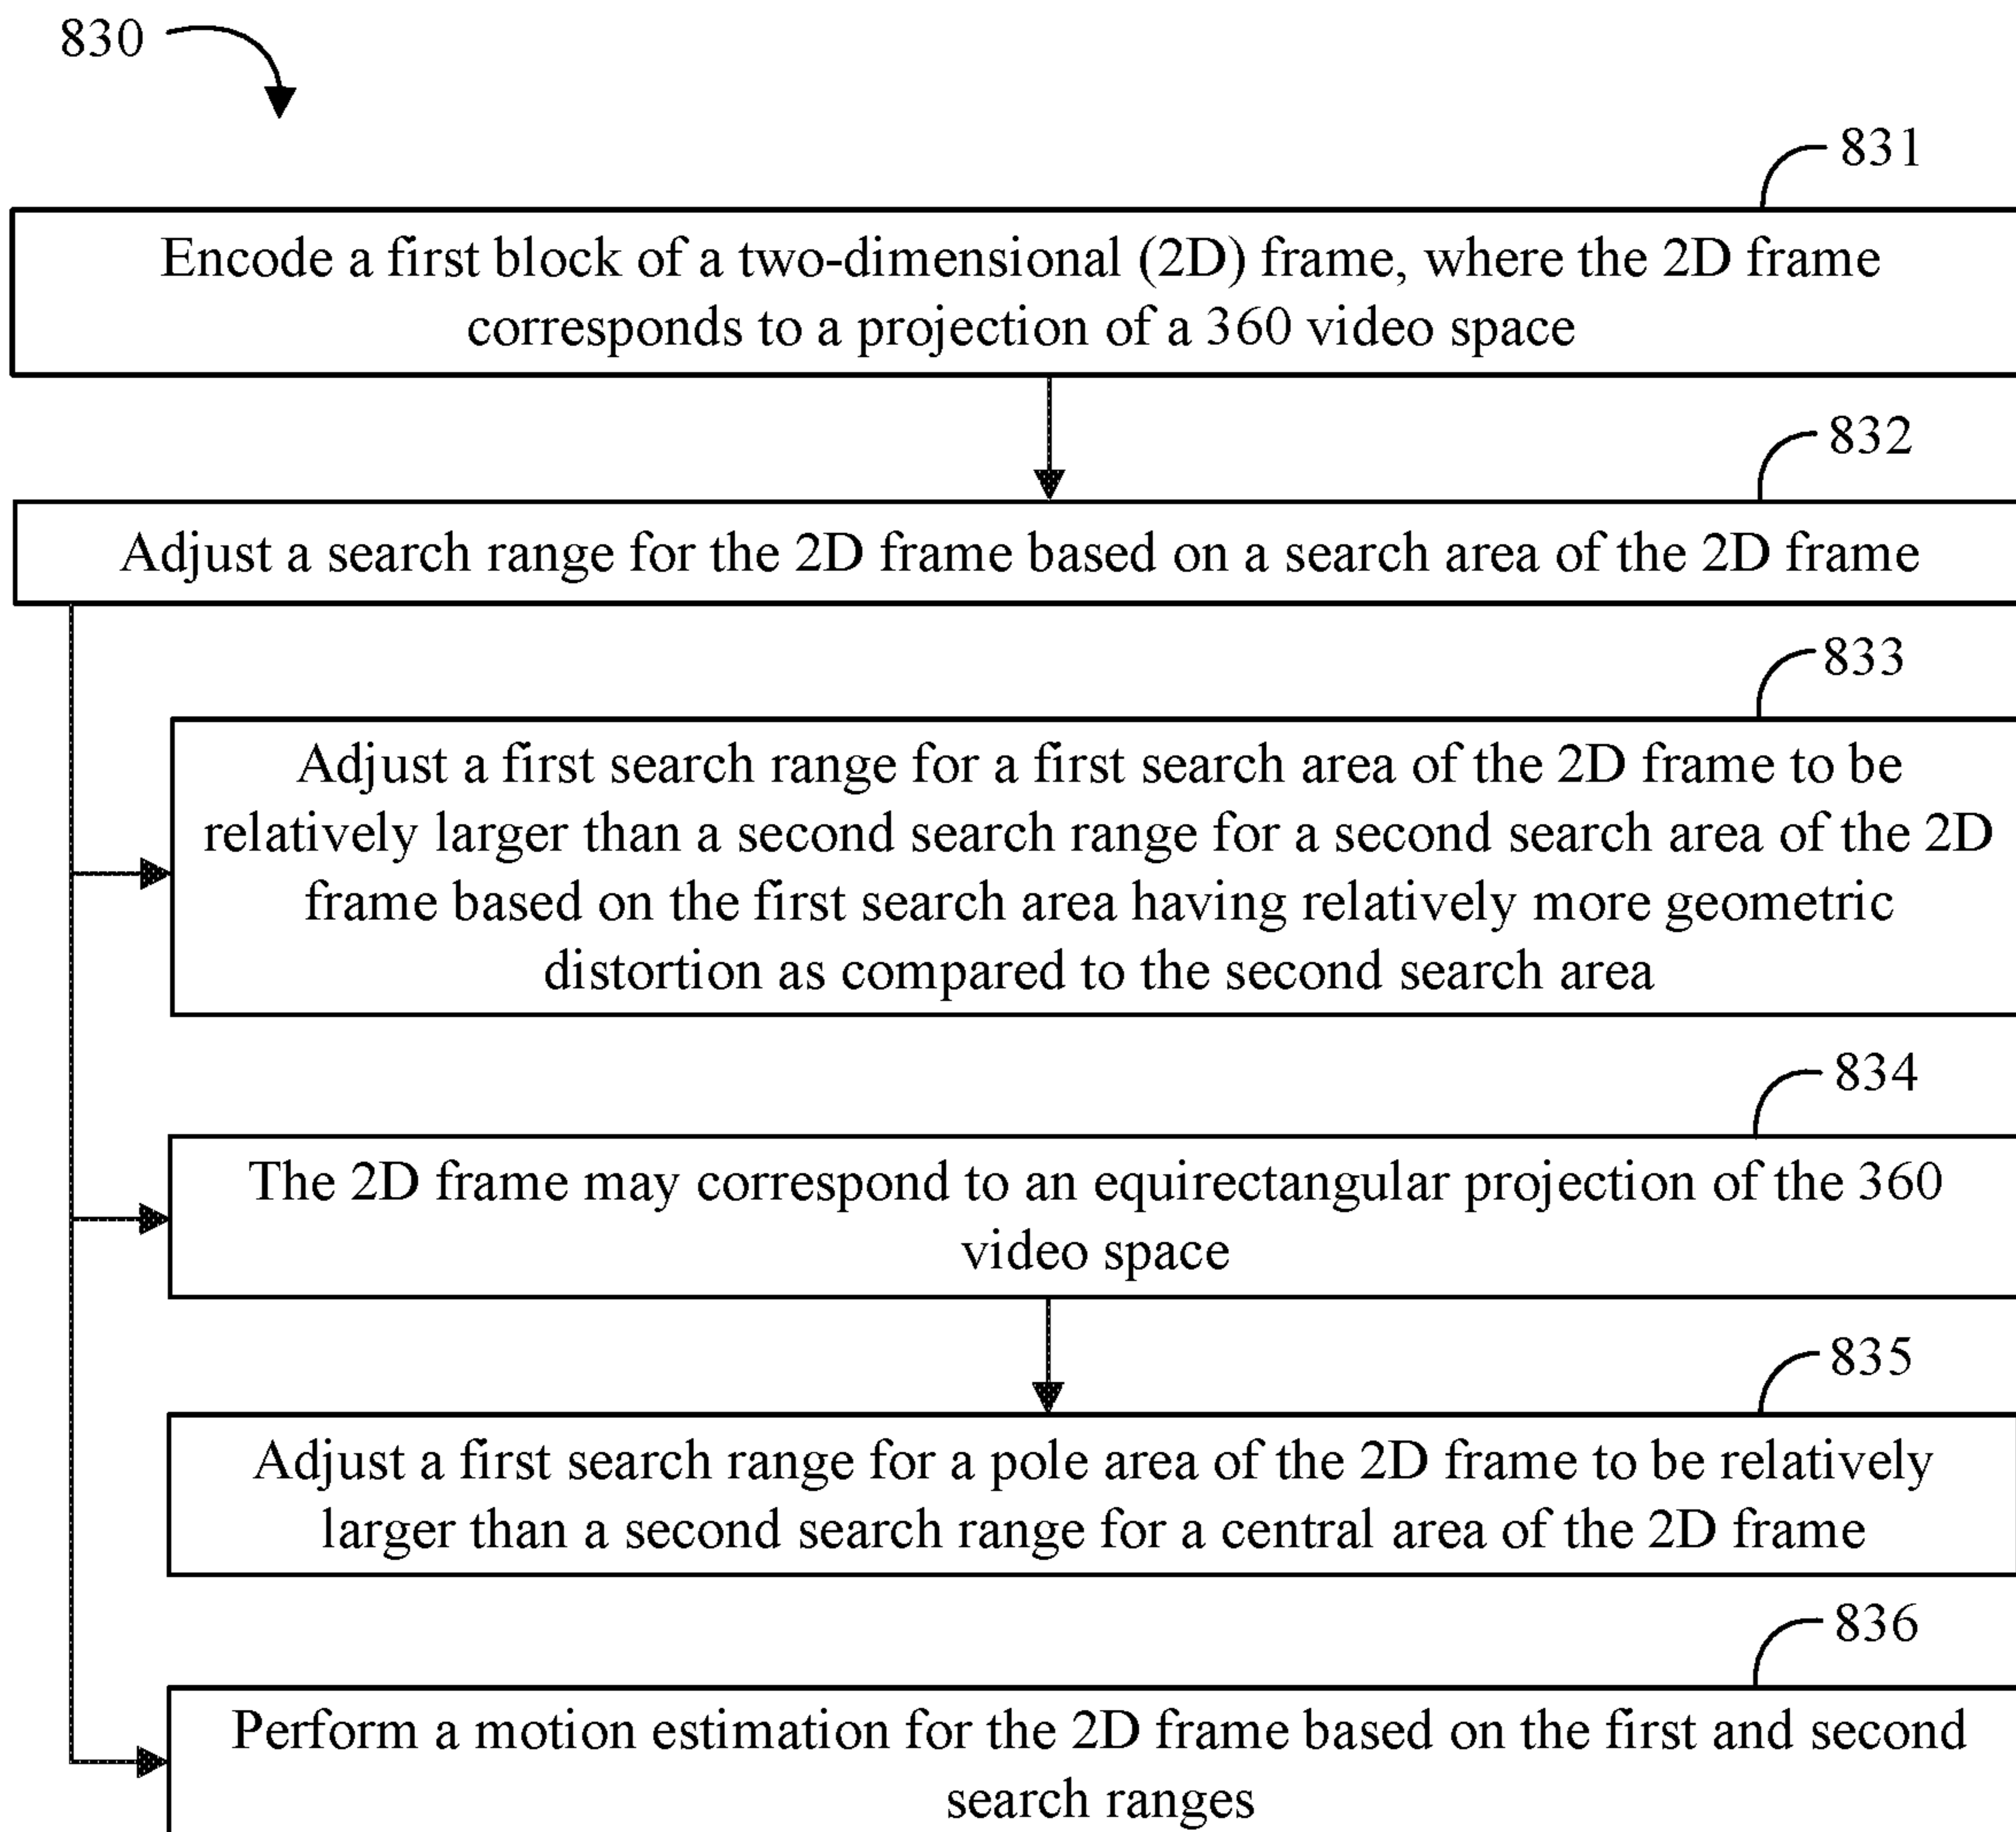 830
831
Encode a first block of a two-dimensional (2D) frame, where the 2D frame
corresponds to a projection of a 360 video space
832
Adjust a search range for the 2D frame based on a search area of the 2D frame
833
Adjust a first search range for a first search area of the 2D frame to be
relatively larger than a second search range for a second search area of the 2D
frame based on the first search area having relatively more geometric
distortion as compared to the second search area
834
The 2D frame may correspond to an equirectangular projection of the 360
video space
835
Adjust a first search range for a pole area of the 2D frame to be relatively
larger than a second search range for a central area of the 2D frame
836
Perform a motion estimation for the 2D frame based on the first and second
search ranges